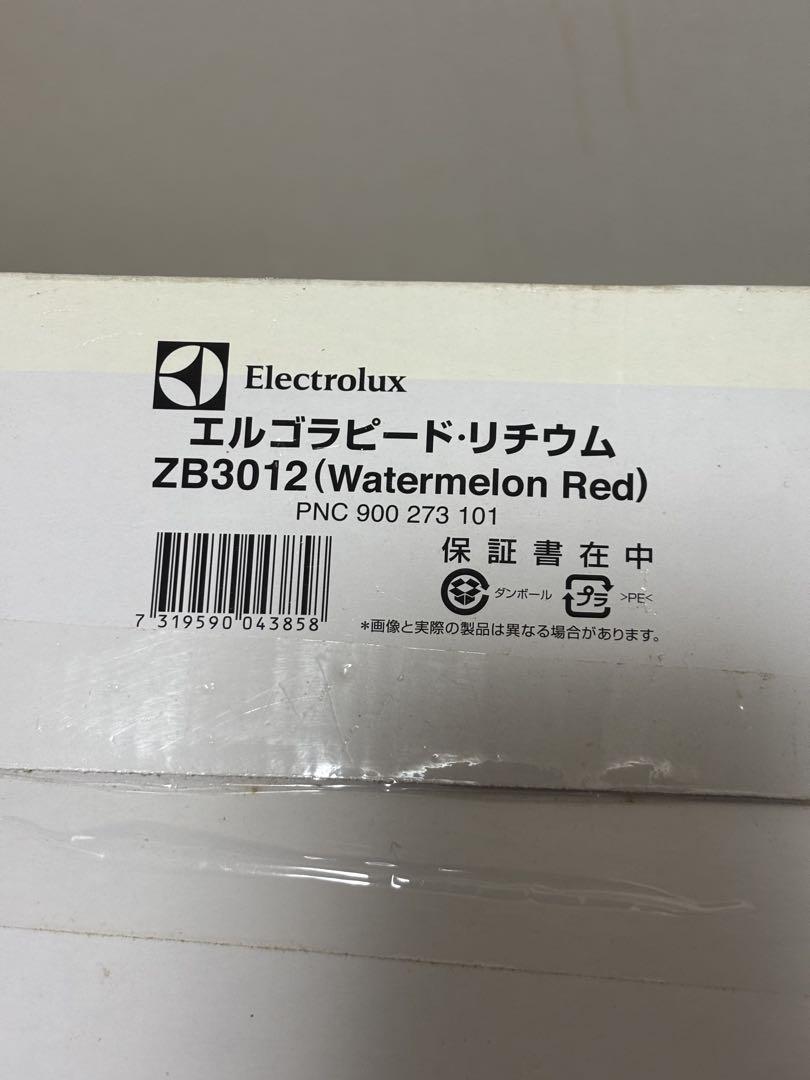 Electrolux
エルゴラピード・リチウム
ZB3012(Watermelon Red)
PNC 900 273 101
保証書在中
ダンボール プラ >PE<
7 319590 043858
*画像と実際の製品は異なる場合があります。